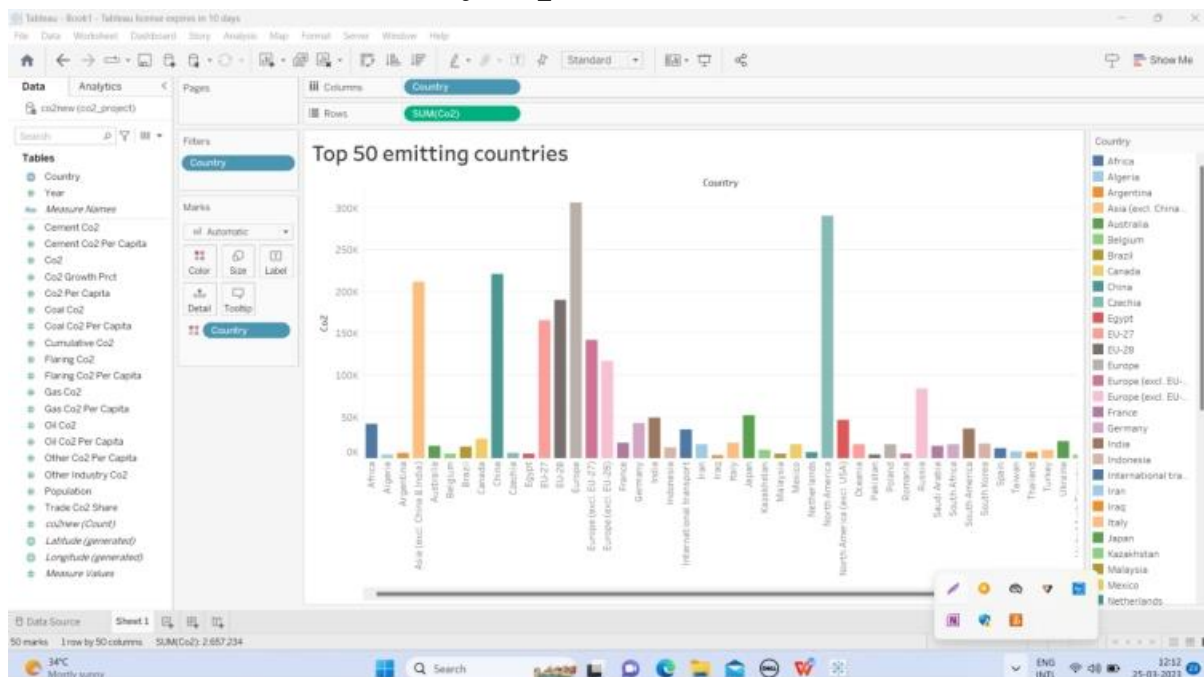 Tableau - Book1 - Tableau license expires in 10 days
File Data Worksheet Dashboard Story Analysis Map Format Server Window Help
Standard
Show Me
Data Analytics
co2new (co2_project)
Search
Tables
Country
Year
Abc Measure Names
Cement Co2
Cement Co2 Per Capita
Co2
Co2 Growth Prct
Co2 Per Capita
Coal Co2
Coal Co2 Per Capita
Cumulative Co2
Flaring Co2
Flaring Co2 Per Capita
Gas Co2
Gas Co2 Per Capita
Oil Co2
Oil Co2 Per Capita
Other Co2 Per Capita
Other Industry Co2
Population
Trade Co2 Share
co2new (Count)
Latitude (generated)
Longitude (generated)
Measure Values
Pages
Filters
Country
Marks
Automatic
Color Size Label
Detail Tooltip
Country
Columns Country
Rows SUM(Co2)
Top 50 emitting countries
Country
300K
250K
200K
150K
100K
50K
0K
Co2
Africa
Algeria
Argentina
Asia (excl. China & India)
Australia
Belgium
Brazil
Canada
China
Czechia
Egypt
EU-27
EU-28
Europe
Europe (excl. EU-27)
Europe (excl. EU-28)
France
Germany
India
Indonesia
International transport
Iran
Iraq
Italy
Japan
Kazakhstan
Malaysia
Mexico
Netherlands
North America
North America (excl. USA)
Oceania
Pakistan
Poland
Romania
Russia
Saudi Arabia
South Africa
South America
South Korea
Spain
Taiwan
Thailand
Turkey
Ukraine
Country
Africa
Algeria
Argentina
Asia (excl. China ..
Australia
Belgium
Brazil
Canada
China
Czechia
Egypt
EU-27
EU-28
Europe
Europe (excl. EU-..
Europe (excl. EU-..
France
Germany
India
Indonesia
International tra..
Iran
Iraq
Italy
Japan
Kazakhstan
Malaysia
Mexico
Netherlands
Data Source Sheet 1
50 marks 1 row by 50 columns SUM(Co2): 2,657,234
34°C
Mostly sunny
Search
ENG
INTL
12:12
25-03-2023